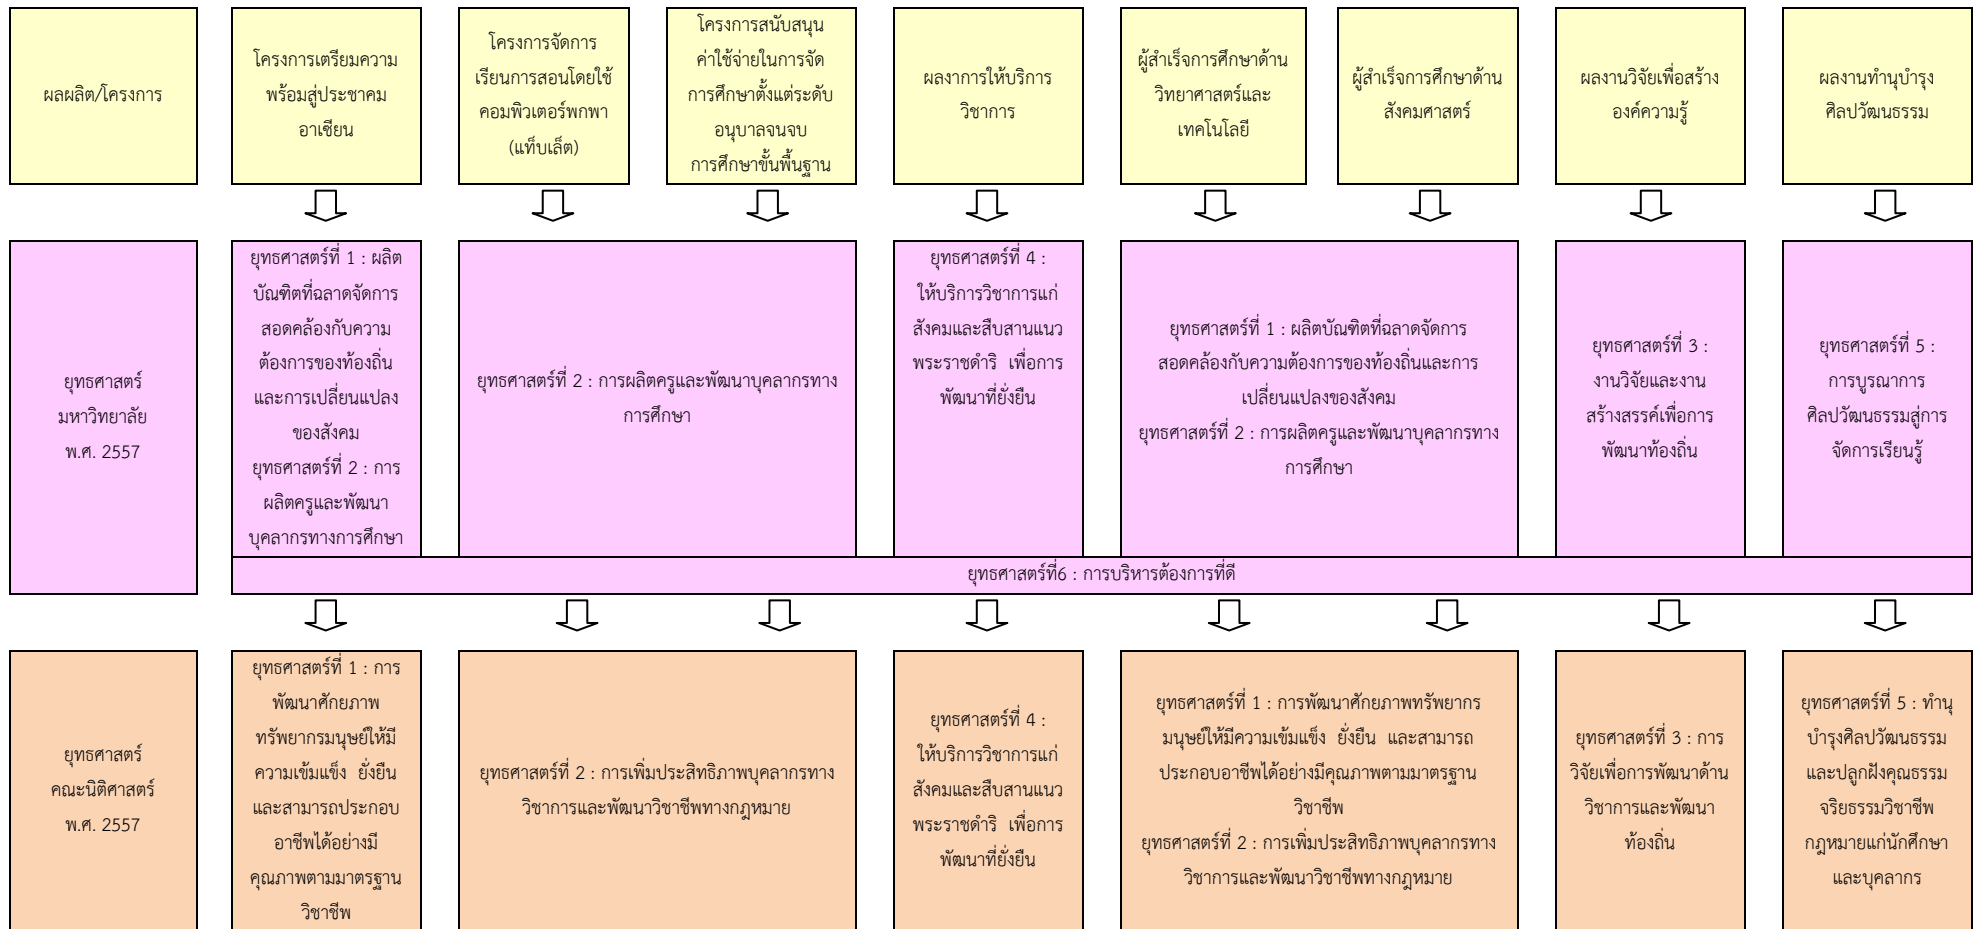 ผลผลิต/โครงการ
โครงการเตรียมความ
พร้อมสู่ประชาคม
อาเซียน
โครงการจัดการ
เรียนการสอนโดยใช้
คอมพิวเตอร์พกพา
(แท็บเล็ต)
โครงการสนับสนุน
ค่าใช้จ่ายในการจัด
การศึกษาตั้งแต่ระดับ
อนุบาลจนจบ
การศึกษาขั้นพื้นฐาน
ผลงาการให้บริการ
วิชาการ
ผู้สำเร็จการศึกษาด้าน
วิทยาศาสตร์และ
เทคโนโลยี
ผู้สำเร็จการศึกษาด้าน
สังคมศาสตร์
ผลงานวิจัยเพื่อสร้าง
องค์ความรู้
ผลงานทำนุบำรุง
ศิลปวัฒนธรรม
ยุทธศาสตร์
มหาวิทยาลัย
พ.ศ. 2557
ยุทธศาสตร์ที่ 1 : ผลิต
บัณฑิตที่ฉลาดจัดการ
สอดคล้องกับความ
ต้องการของท้องถิ่น
และการเปลี่ยนแปลง
ของสังคม
ยุทธศาสตร์ที่ 2 : การ
ผลิตครูและพัฒนา
บุคลากรทางการศึกษา
ยุทธศาสตร์ที่ 2 : การผลิตครูและพัฒนาบุคลากรทาง
การศึกษา
ยุทธศาสตร์ที่ 4 :
ให้บริการวิชาการแก่
สังคมและสืบสานแนว
พระราชดำริ เพื่อการ
พัฒนาที่ยั่งยืน
ยุทธศาสตร์ที่ 1 : ผลิตบัณฑิตที่ฉลาดจัดการ
สอดคล้องกับความต้องการของท้องถิ่นและการ
เปลี่ยนแปลงของสังคม
ยุทธศาสตร์ที่ 2 : การผลิตครูและพัฒนาบุคลากรทาง
การศึกษา
ยุทธศาสตร์ที่ 3 :
งานวิจัยและงาน
สร้างสรรค์เพื่อการ
พัฒนาท้องถิ่น
ยุทธศาสตร์ที่ 5 :
การบูรณาการ
ศิลปวัฒนธรรมสู่การ
จัดการเรียนรู้
ยุทธศาสตร์ที่6 : การบริหารต้องการที่ดี
ยุทธศาสตร์
คณะนิติศาสตร์
พ.ศ. 2557
ยุทธศาสตร์ที่ 1 : การ
พัฒนาศักยภาพ
ทรัพยากรมนุษย์ให้มี
ความเข้มแข็ง ยั่งยืน
และสามารถประกอบ
อาชีพได้อย่างมี
คุณภาพตามมาตรฐาน
วิชาชีพ
ยุทธศาสตร์ที่ 2 : การเพิ่มประสิทธิภาพบุคลากรทาง
วิชาการและพัฒนาวิชาชีพทางกฎหมาย
ยุทธศาสตร์ที่ 4 :
ให้บริการวิชาการแก่
สังคมและสืบสานแนว
พระราชดำริ เพื่อการ
พัฒนาที่ยั่งยืน
ยุทธศาสตร์ที่ 1 : การพัฒนาศักยภาพทรัพยากร
มนุษย์ให้มีความเข้มแข็ง ยั่งยืน และสามารถ
ประกอบอาชีพได้อย่างมีคุณภาพตามมาตรฐาน
วิชาชีพ
ยุทธศาสตร์ที่ 2 : การเพิ่มประสิทธิภาพบุคลากรทาง
วิชาการและพัฒนาวิชาชีพทางกฎหมาย
ยุทธศาสตร์ที่ 3 : การ
วิจัยเพื่อการพัฒนาด้าน
วิชาการและพัฒนา
ท้องถิ่น
ยุทธศาสตร์ที่ 5 : ทำนุ
บำรุงศิลปวัฒนธรรม
และปลูกฝังคุณธรรม
จริยธรรมวิชาชีพ
กฎหมายแก่นักศึกษา
และบุคลากร